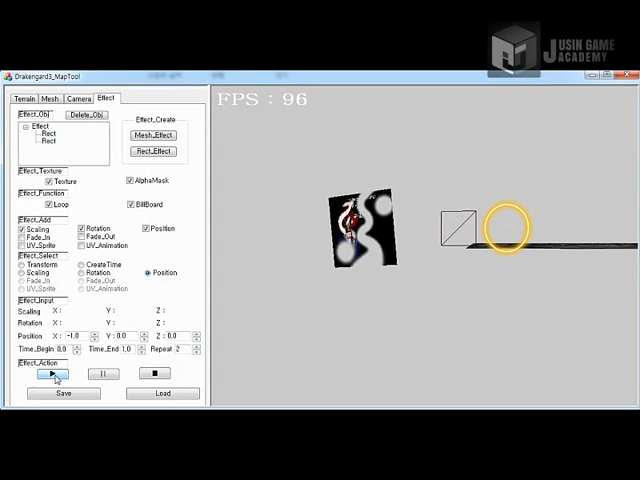 JUSIN GAME
ACADEMY
Drakengard3_MapTool
Terrain Mesh Camera Effect
FPS : 96
Effect_Obj Delete_Obj
Effect
Rect
Rect
Effect_Create
Mesh_Effect
Rect_Effect
Effect_Texture
Texture AlphaMask
Effect_Function
Loop BillBoard
Effect_Add
Scaling Rotation Position
Fade_In Fade_Out
UV_Sprite UV_Animation
Effect_Select
Transform CreateTime
Scaling Rotation Position
Fade_In Fade_Out
UV_Sprite UV_Animation
Effect_Input
Scaling X : Y : Z :
Rotation X : Y : Z :
Position X : -1.0 Y : 0.0 Z : 0.0
Time_Begin 0.0 Time_End 1.0 Repeat 2
Effect_Action
Save Load